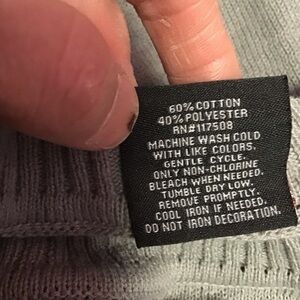 60% COTTON
40% POLYESTER
RN#117508
MACHINE WASH COLD
WITH LIKE COLORS.
GENTLE CYCLE.
ONLY NON-CHLORINE
BLEACH WHEN NEEDED.
TUMBLE DRY LOW.
REMOVE PROMPTLY.
COOL IRON IF NEEDED.
DO NOT IRON DECORATION.